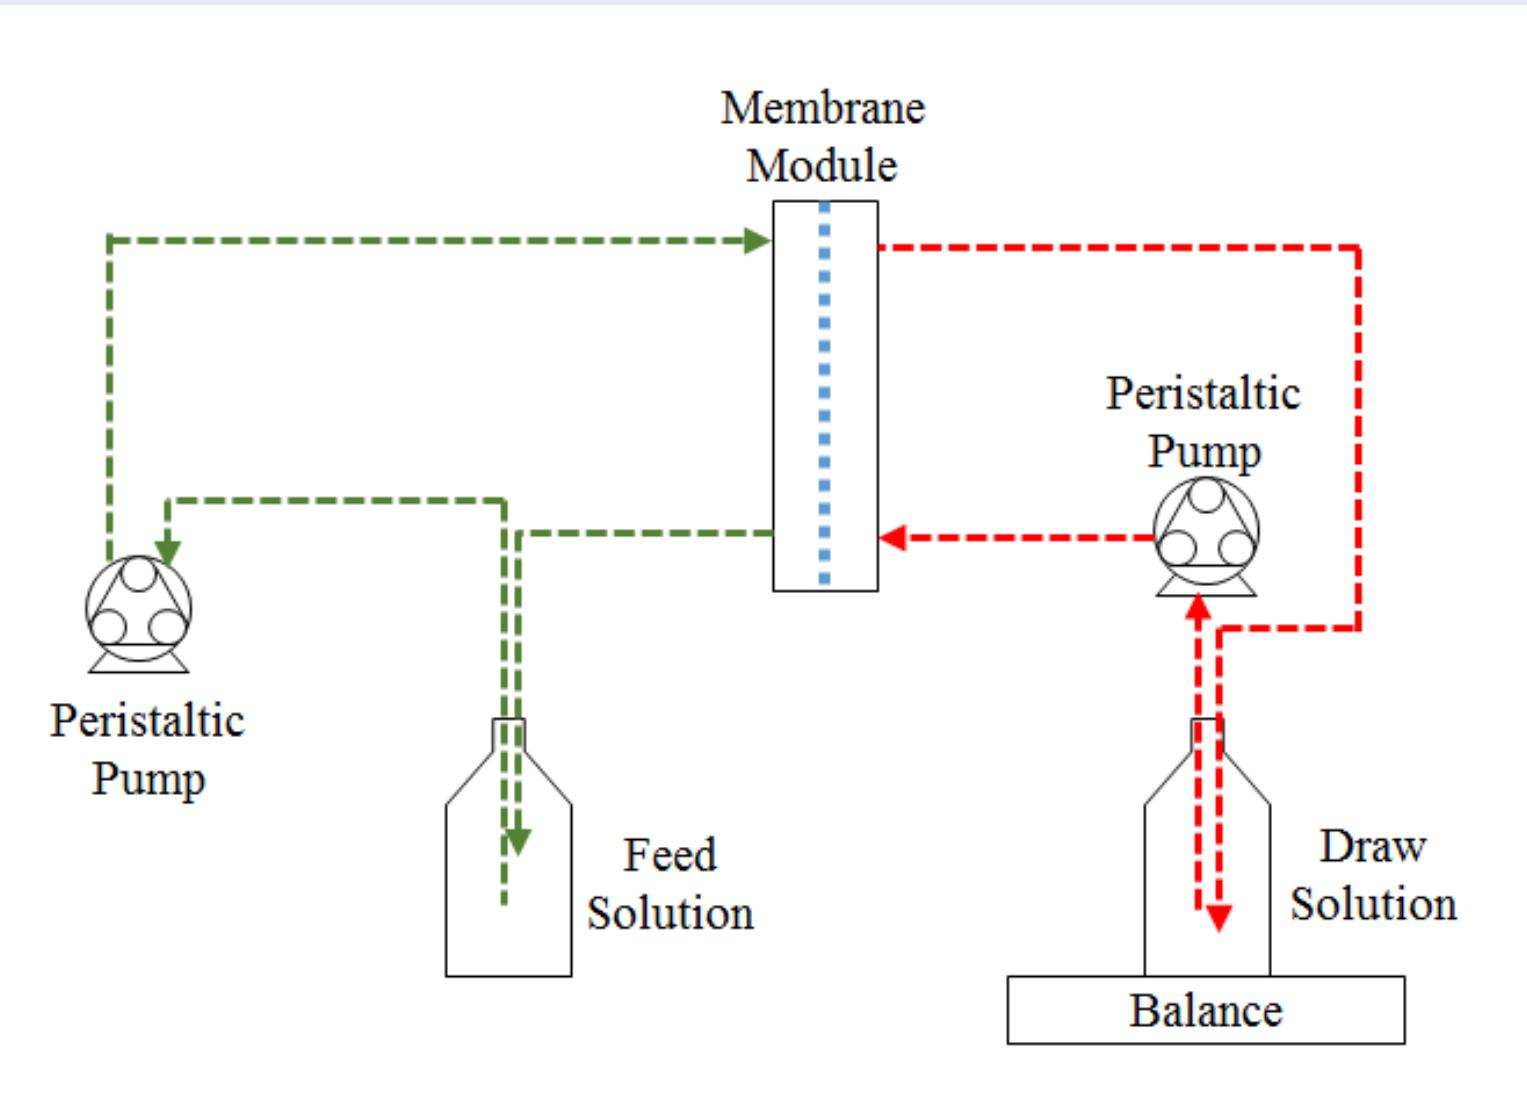 Membrane
Module
Peristaltic
Pump
Peristaltic
Pump
Feed
Solution
Draw
Solution
Balance